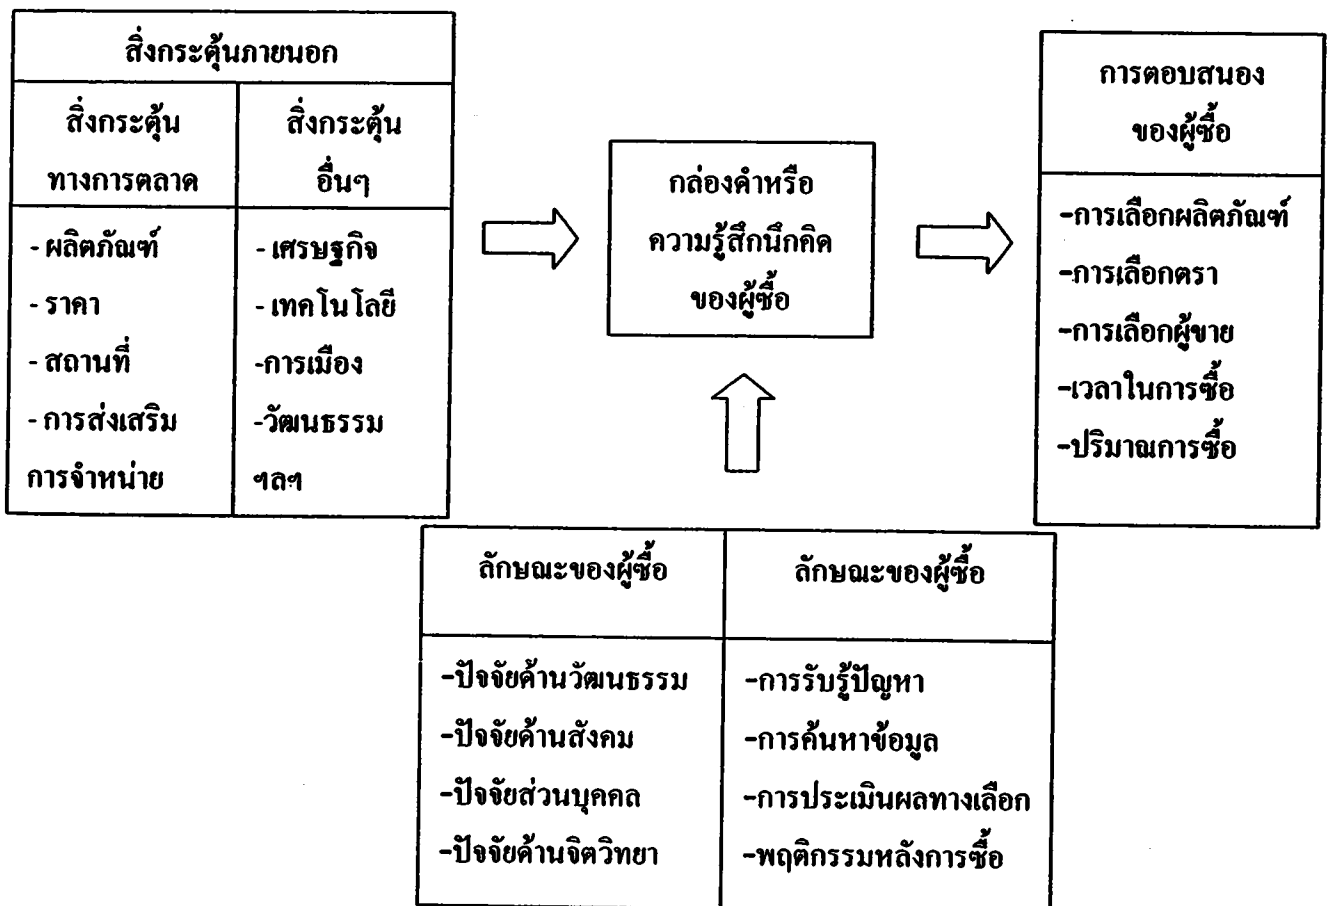 สิ่งกระตุ้นภายนอก
สิ่งกระตุ้น
ทางการตลาด
- ผลิตภัณฑ์
- ราคา
- สถานที่
- การส่งเสริม
การจำหน่าย
สิ่งกระตุ้น
อื่นๆ
- เศรษฐกิจ
- เทคโนโลยี
-การเมือง
-วัฒนธรรม
ฯลฯ
กล่องดำหรือ
ความรู้สึกนึกคิด
ของผู้ซื้อ
การตอบสนอง
ของผู้ซื้อ
-การเลือกผลิตภัณฑ์
-การเลือกตรา
-การเลือกผู้ขาย
-เวลาในการซื้อ
-ปริมาณการซื้อ
ลักษณะของผู้ซื้อ
-ปัจจัยด้านวัฒนธรรม
-ปัจจัยด้านสังคม
-ปัจจัยส่วนบุคคล
-ปัจจัยด้านจิตวิทยา
ลักษณะของผู้ซื้อ
-การรับรู้ปัญหา
-การค้นหาข้อมูล
-การประเมินผลทางเลือก
-พฤติกรรมหลังการซื้อ